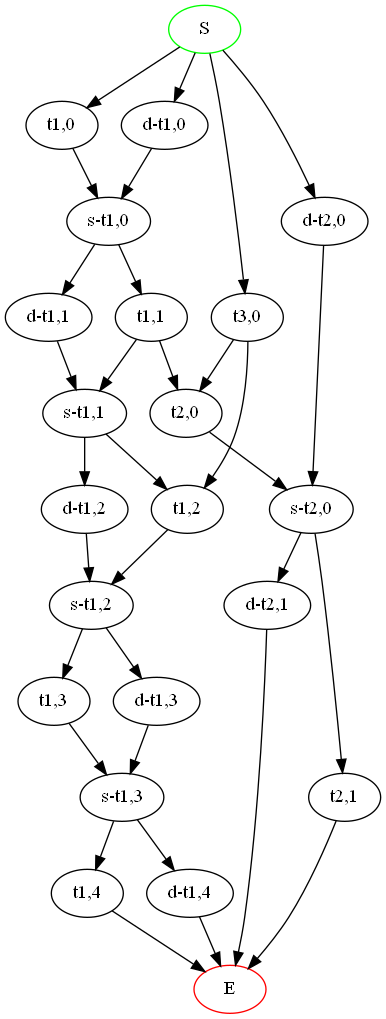 S
t1,0
d-t1,0
s-t1,0
d-t2,0
d-t1,1
t1,1
t3,0
s-t1,1
t2,0
d-t1,2
t1,2
s-t2,0
s-t1,2
d-t2,1
t1,3
d-t1,3
s-t1,3
t2,1
t1,4
d-t1,4
E